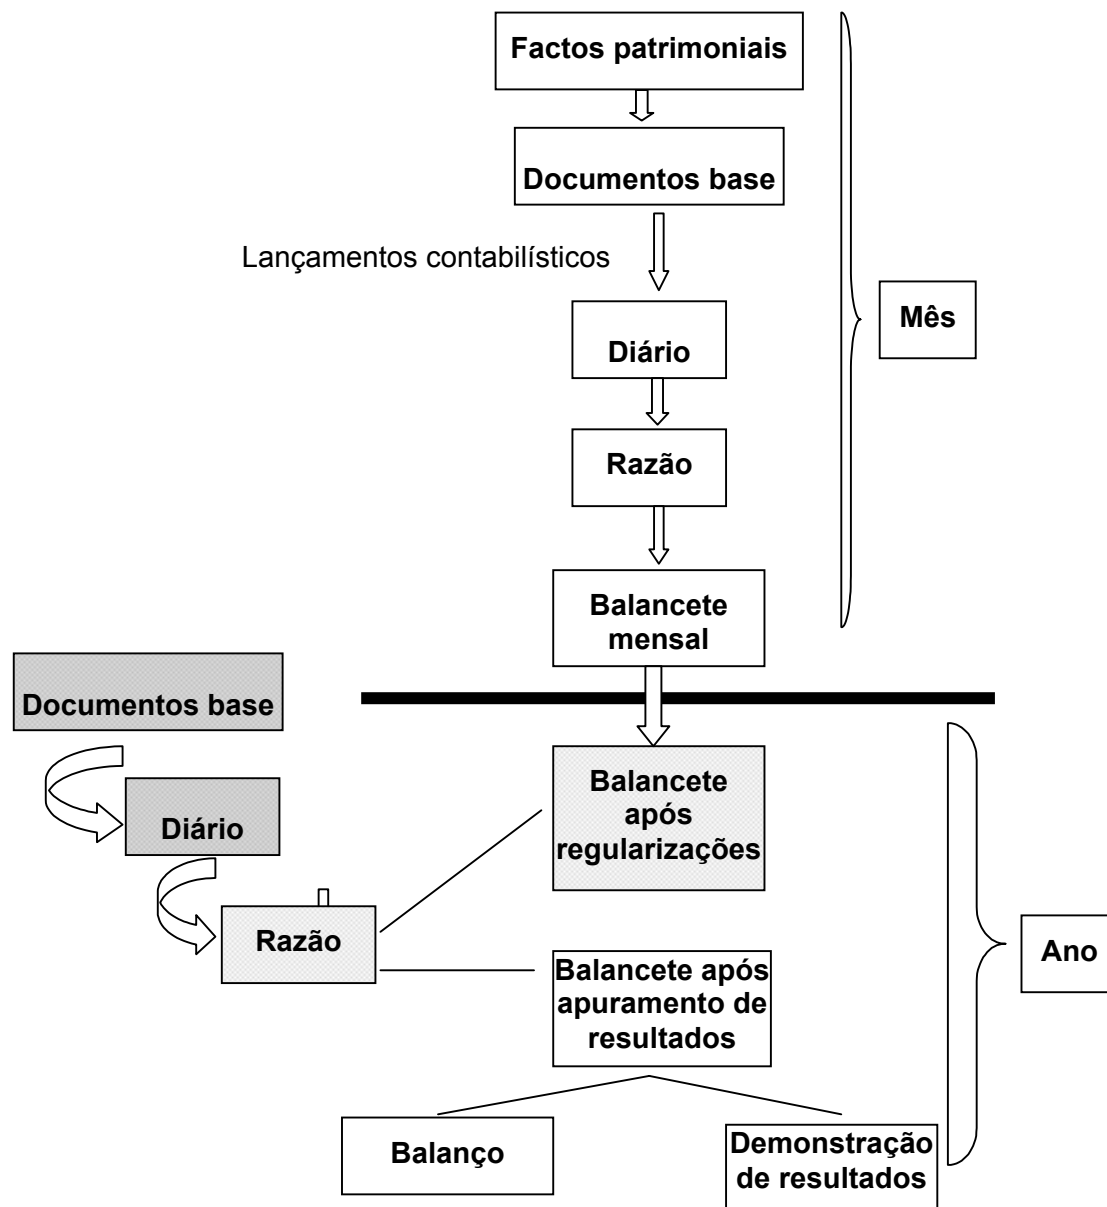 Factos patrimoniais
Documentos base
Lançamentos contabilísticos
Diário
Mês
Razão
Balancete
mensal
Documentos base
Diário
Razão
Balancete
após
regularizações
Balancete após
apuramento de
resultados
Ano
Balanço
Demonstração
de resultados